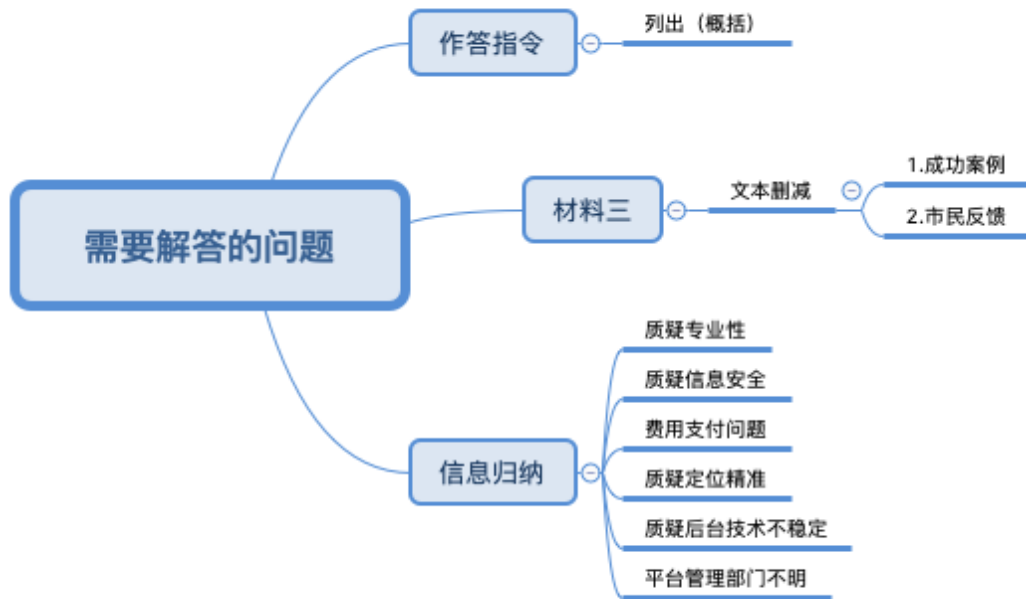 需要解答的问题
作答指令
列出（概括）
材料三
文本删减
1.成功案例
2.市民反馈
信息归纳
质疑专业性
质疑信息安全
费用支付问题
质疑定位精准
质疑后台技术不稳定
平台管理部门不明